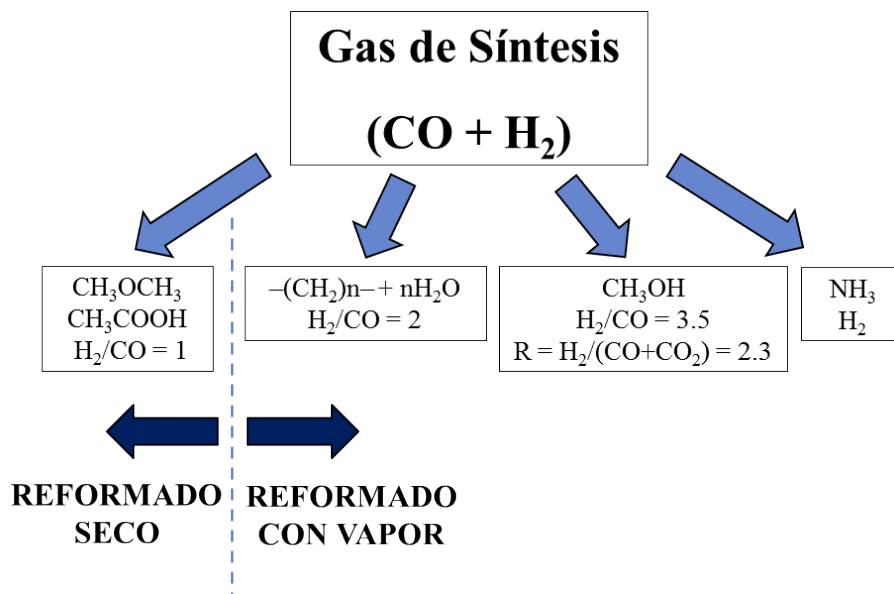 Gas de Síntesis
(CO + H₂)
CH₃OCH₃
CH₃COOH
H₂/CO = 1
–(CH₂)n– + nH₂O
H₂/CO = 2
CH₃OH
H₂/CO = 3.5
R = H₂/(CO+CO₂) = 2.3
NH₃
H₂
REFORMADO
SECO
REFORMADO
CON VAPOR